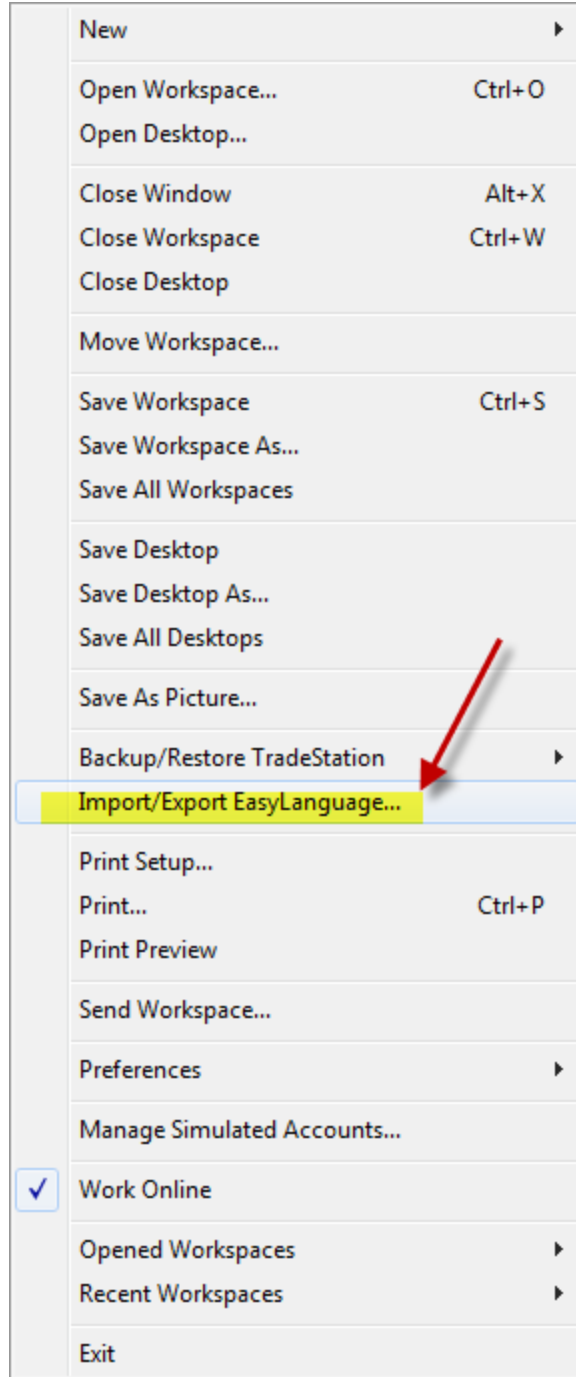 New
Open Workspace... Ctrl+O
Open Desktop...
Close Window Alt+X
Close Workspace Ctrl+W
Close Desktop
Move Workspace...
Save Workspace Ctrl+S
Save Workspace As...
Save All Workspaces
Save Desktop
Save Desktop As...
Save All Desktops
Save As Picture...
Backup/Restore TradeStation
Import/Export EasyLanguage...
Print Setup...
Print... Ctrl+P
Print Preview
Send Workspace...
Preferences
Manage Simulated Accounts...
Work Online
Opened Workspaces
Recent Workspaces
Exit